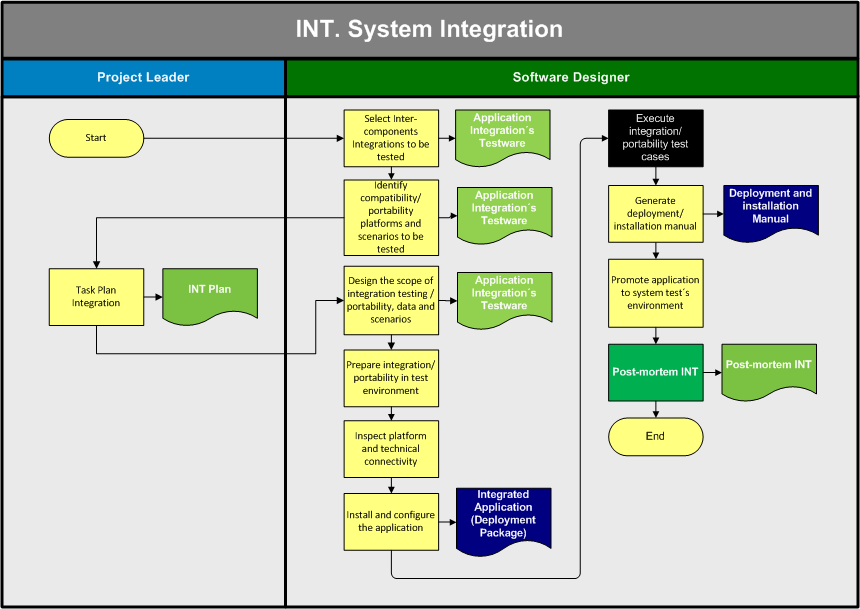 INT. System Integration
Project Leader
Software Designer
Start
Select Inter-
components
Integrations to be
tested
Application
Integration´s
Testware
Identify
compatibility/
portability
platforms and
scenarios to be
tested
Application
Integration´s
Testware
Task Plan
Integration
INT Plan
Design the scope of
integration testing /
portability, data and
scenarios
Application
Integration´s
Testware
Prepare integration/
portability in test
environment
Inspect platform
and technical
connectivity
Install and configure
the application
Integrated
Application
(Deployment
Package)
Execute
integration/
portability test
cases
Generate
deployment/
installation manual
Deployment and
installation
Manual
Promote application
to system test´s
environment
Post-mortem INT
Post-mortem INT
End